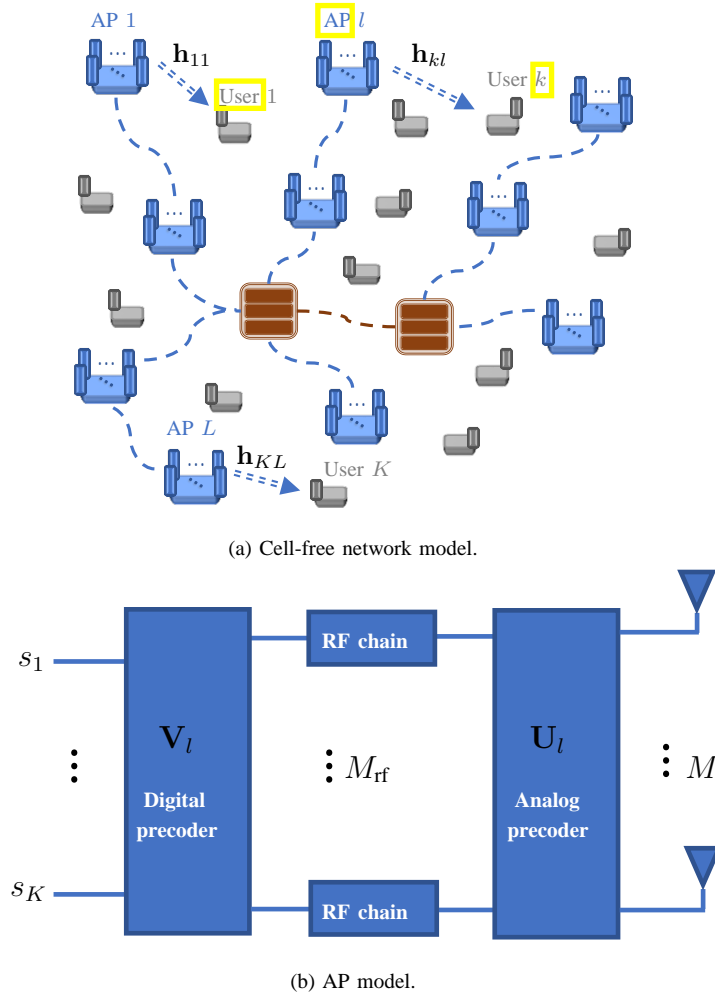 AP 1
AP l
h11
hkl
User 1
User k
AP L
hKL
User K
(a) Cell-free network model.
RF chain
s1
Vl
Ul
Mrf
M
Digital precoder
Analog precoder
sK
RF chain
(b) AP model.